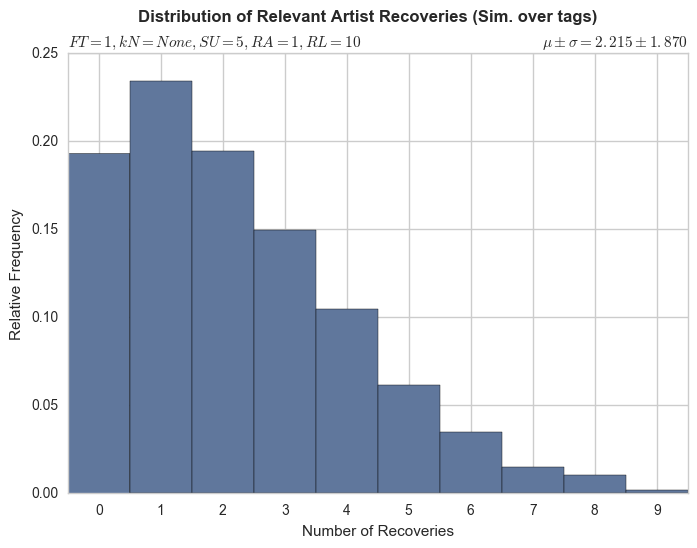 Distribution of Relevant Artist Recoveries (Sim. over tags)
FT = 1, kN = None, SU = 5, RA = 1, RL = 10
μ ± σ = 2.215 ± 1.870
0.25
0.20
0.15
0.10
0.05
0.00
Relative Frequency
0 1 2 3 4 5 6 7 8 9
Number of Recoveries